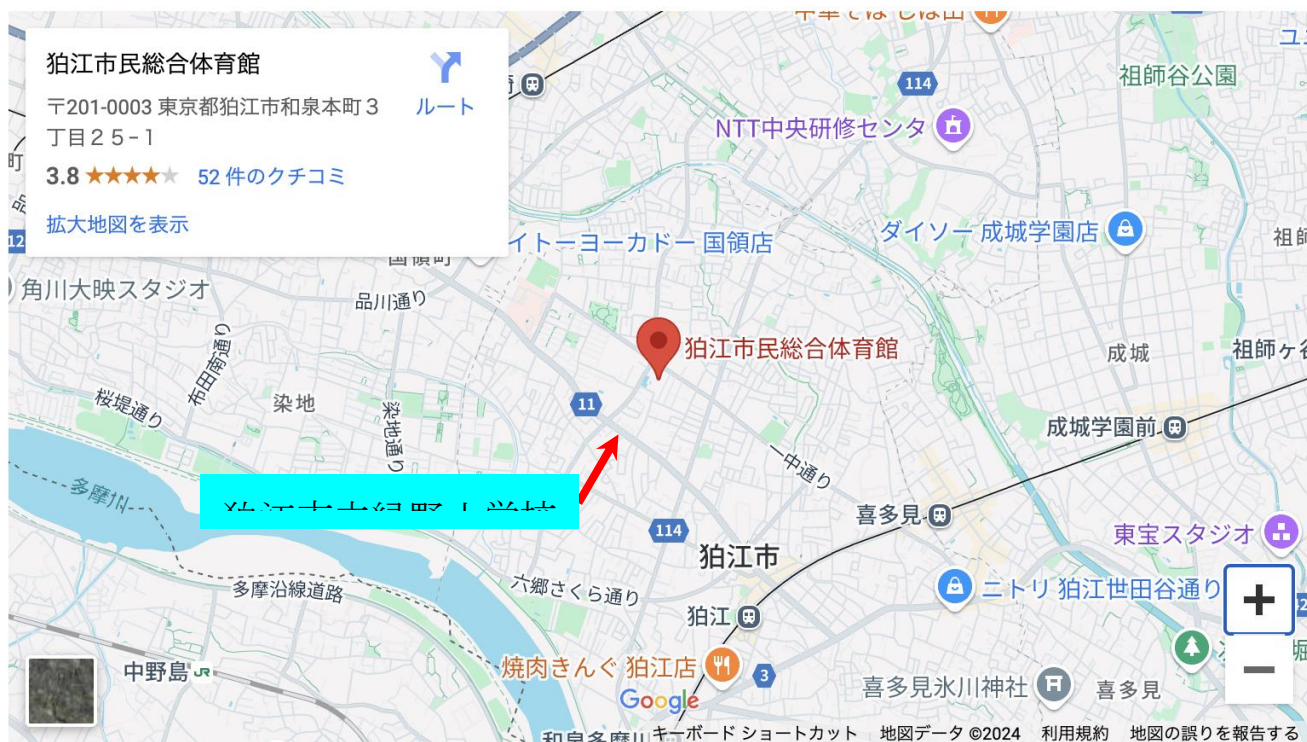 中華そば しば田
狛江市民総合体育館
ルート
〒201-0003 東京都狛江市和泉本町3
丁目25-1
3.8 52 件のクチコミ
拡大地図を表示
114
祖師谷公園
NTT中央研修センタ
ダイソー 成城学園店
イトーヨーカドー 国領店
国領町
角川大映スタジオ
品川通り
布田南通り
狛江市民総合体育館
成城
桜堤通り
染地
染地通り
11
成城学園前
一中通り
多摩川
喜多見
114
狛江市
東宝スタジオ
多摩沿線道路
六郷さくら通り
ニトリ 狛江世田谷通り
狛江
中野島
焼肉きんぐ 狛江店
3
喜多見氷川神社
喜多見
Google
キーボード ショートカット 地図データ ©2024 利用規約 地図の誤りを報告する